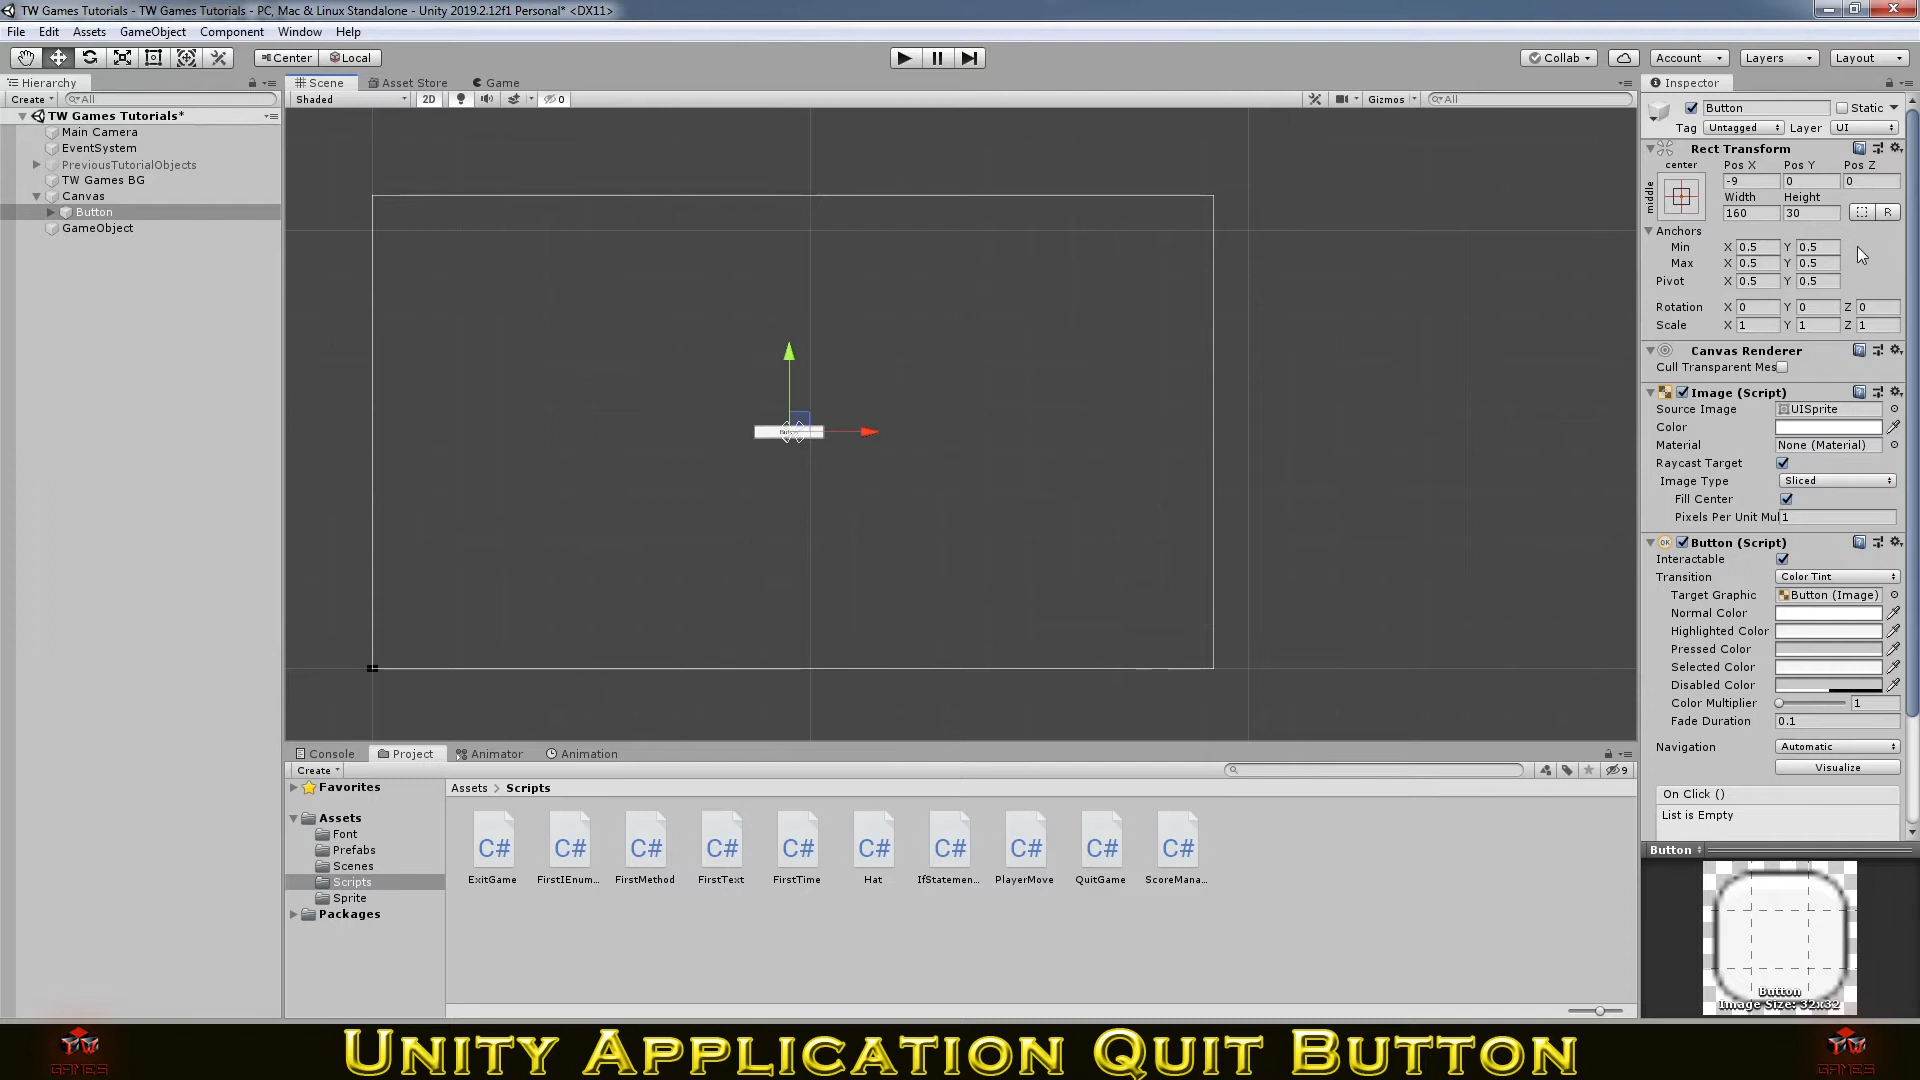 TW Games Tutorials - TW Games Tutorials - PC, Mac & Linux Standalone - Unity 2019.2.12f1 Personal* <DX11>
File Edit Assets GameObject Component Window Help
Center Local Collab Account Layers Layout
Hierarchy
Create All
TW Games Tutorials*
Main Camera
EventSystem
PreviousTutorialObjects
TW Games BG
Canvas
Button
GameObject
Scene Asset Store Game
Shaded 2D 0 Gizmos All
Button
Console Project Animator Animation
Create 9
Favorites
Assets
Font
Prefabs
Scenes
Scripts
Sprite
Packages
Assets > Scripts
C# C# C# C# C# C# C# C# C# C#
ExitGame FirstIEnum... FirstMethod FirstText FirstTime Hat IfStatemen... PlayerMove QuitGame ScoreMana...
Inspector
Button Static
Tag Untagged Layer UI
Rect Transform
center Pos X Pos Y Pos Z
middle -9 0 0
Width Height
160 30 R
Anchors
Min X 0.5 Y 0.5
Max X 0.5 Y 0.5
Pivot X 0.5 Y 0.5
Rotation X 0 Y 0 Z 0
Scale X 1 Y 1 Z 1
Canvas Renderer
Cull Transparent Mes
Image (Script)
Source Image UISprite
Color
Material None (Material)
Raycast Target
Image Type Sliced
Fill Center
Pixels Per Unit Mul 1
OK Button (Script)
Interactable
Transition Color Tint
Target Graphic Button (Image)
Normal Color
Highlighted Color
Pressed Color
Selected Color
Disabled Color
Color Multiplier 1
Fade Duration 0.1
Navigation Automatic
Visualize
On Click ()
List is Empty
Button
Button
Image Size: 32x32
TW GAMES
Unity Application Quit Button
TW GAMES